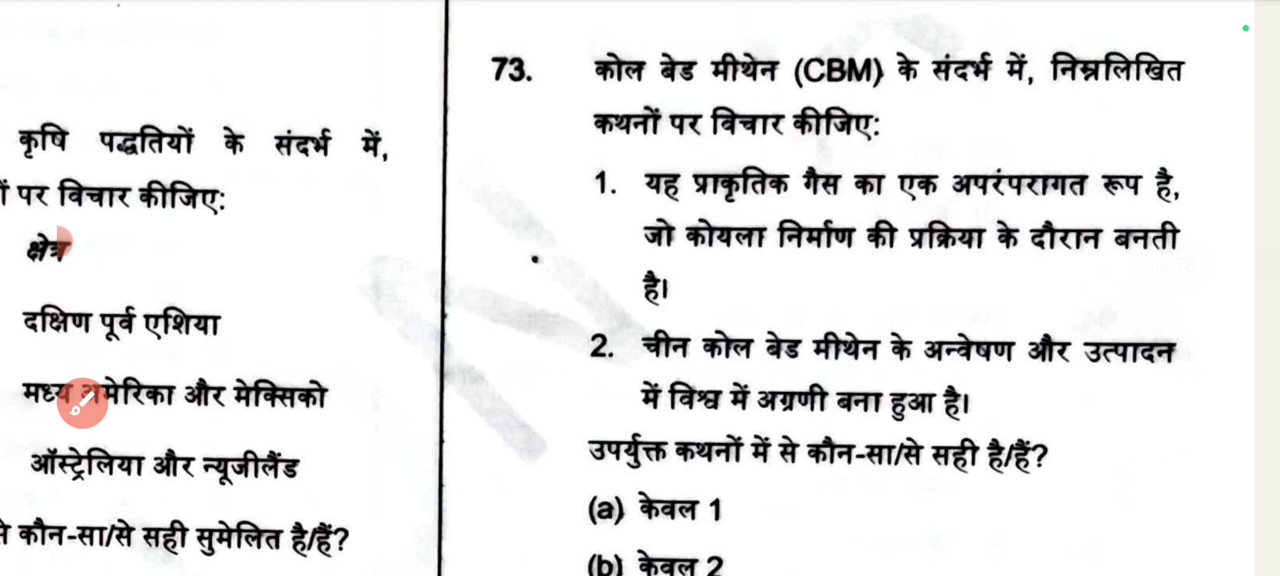 कृषि पद्धतियों के संदर्भ में,
ं पर विचार कीजिए:
क्षेत्र
दक्षिण पूर्व एशिया
मध्य अमेरिका और मेक्सिको
ऑस्ट्रेलिया और न्यूजीलैंड
से कौन-सा/से सही सुमेलित है/हैं?
73. कोल बेड मीथेन (CBM) के संदर्भ में, निम्नलिखित
कथनों पर विचार कीजिए:
1. यह प्राकृतिक गैस का एक अपरंपरागत रूप है,
जो कोयला निर्माण की प्रक्रिया के दौरान बनती
है।
2. चीन कोल बेड मीथेन के अन्वेषण और उत्पादन
में विश्व में अग्रणी बना हुआ है।
उपर्युक्त कथनों में से कौन-सा/से सही है/हैं?
(a) केवल 1
(b) केवल 2